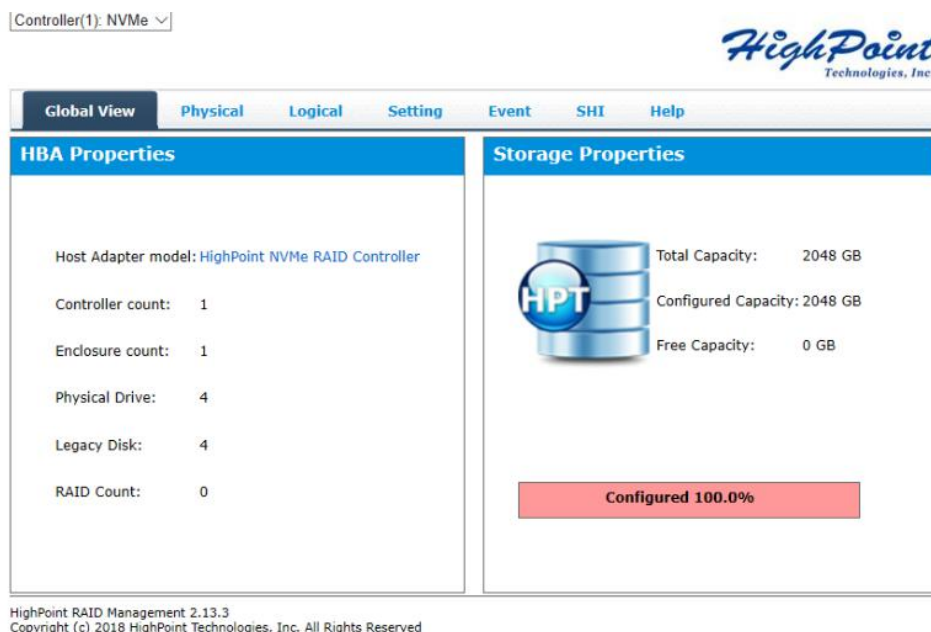 Controller(1): NVMe
HighPoint
Technologies, Inc
Global View Physical Logical Setting Event SHI Help
HBA Properties
Host Adapter model: HighPoint NVMe RAID Controller
Controller count: 1
Enclosure count: 1
Physical Drive: 4
Legacy Disk: 4
RAID Count: 0
Storage Properties
HPT
Total Capacity: 2048 GB
Configured Capacity: 2048 GB
Free Capacity: 0 GB
Configured 100.0%
HighPoint RAID Management 2.13.3
Copyright (c) 2018 HighPoint Technologies, Inc. All Rights Reserved